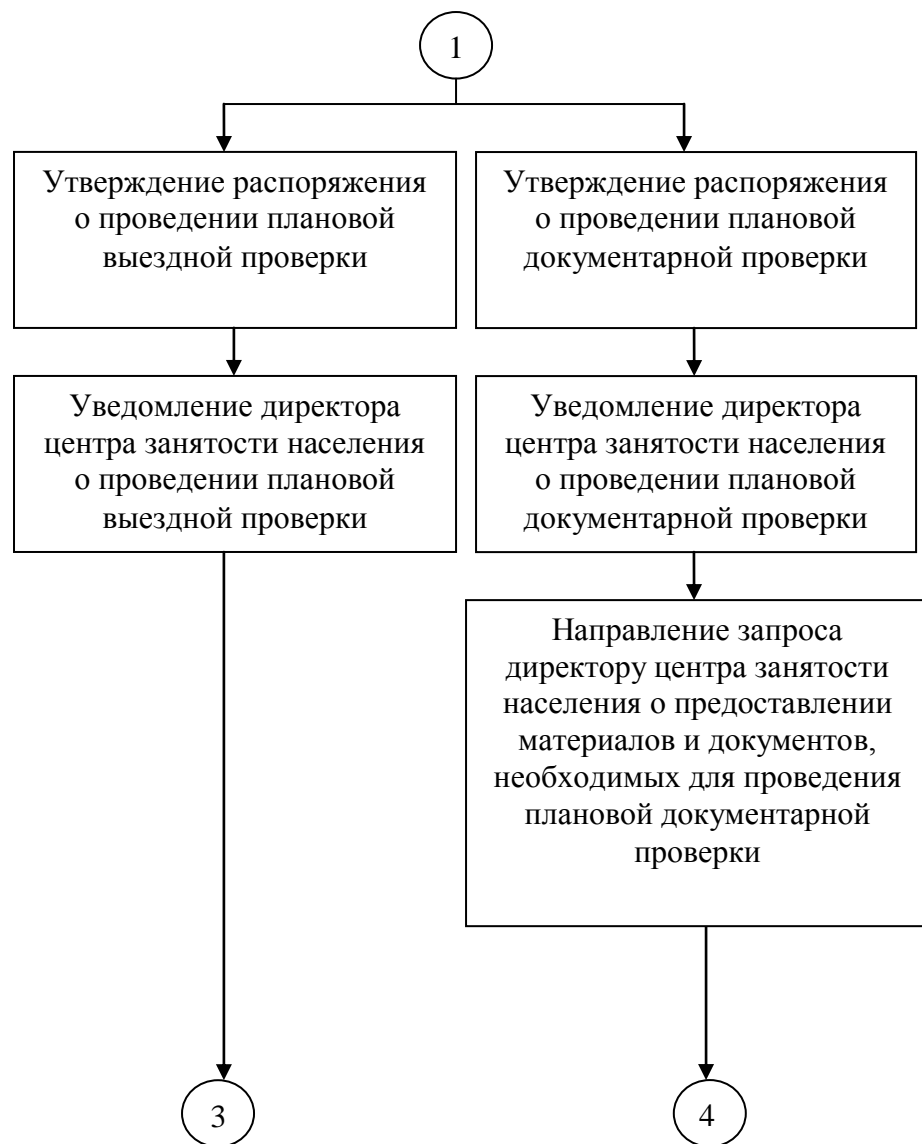 1
Утверждение распоряжения
о проведении плановой
выездной проверки
Утверждение распоряжения
о проведении плановой
документарной проверки
Уведомление директора
центра занятости населения
о проведении плановой
выездной проверки
Уведомление директора
центра занятости населения
о проведении плановой
документарной проверки
Направление запроса
директору центра занятости
населения о предоставлении
материалов и документов,
необходимых для проведения
плановой документарной
проверки
3
4